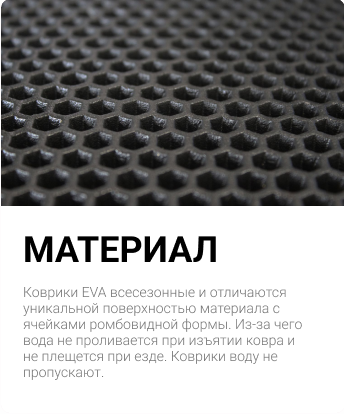 МАТЕРИАЛ
Коврики EVA всесезонные и отличаются
уникальной поверхностью материала с
ячейками ромбовидной формы. Из-за чего
вода не проливается при изъятии ковра и
не плещется при езде. Коврики воду не
пропускают.